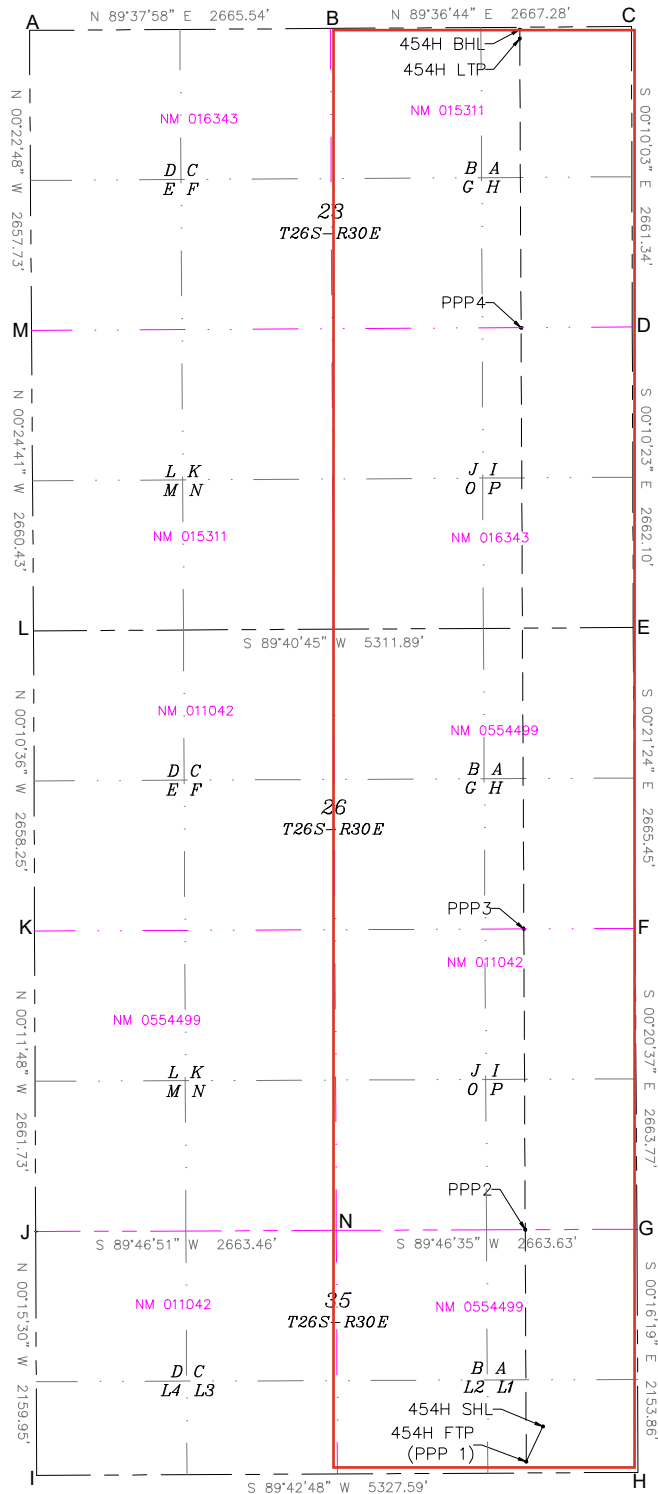 N 89°37'58" E 2665.54'
N 89°36'44" E 2667.28'
A
B
C
454H BHL
454H LTP
NM 016343
NM 015311
N 00°22'48" W 2657.73'
S 00°10'03" E 2661.34'
D C
E F
B A
G H
23
T26S-R30E
PPP4
M
D
N 00°24'41" W 2660.43'
S 00°10'23" E 2662.10'
L K
M N
J I
O P
NM 015311
NM 016343
L
E
S 89°40'45" W 5311.89'
NM 011042
NM 0554499
N 00°10'36" W 2658.25'
S 00°21'24" E 2665.45'
D C
E F
B A
G H
26
T26S-R30E
PPP3
K
F
NM 011042
NM 0554499
N 00°11'48" W 2661.73'
S 00°20'37" E 2663.77'
L K
M N
J I
O P
PPP2
J
N
G
S 89°46'51" W 2663.46'
S 89°46'35" W 2663.63'
NM 011042
NM 0554499
35
T26S-R30E
N 00°15'30" W 2159.95'
S 00°16'19" E 2153.86'
D C
L4 L3
B A
L2 L1
454H SHL
454H FTP
(PPP 1)
I
H
S 89°42'48" W 5327.59'